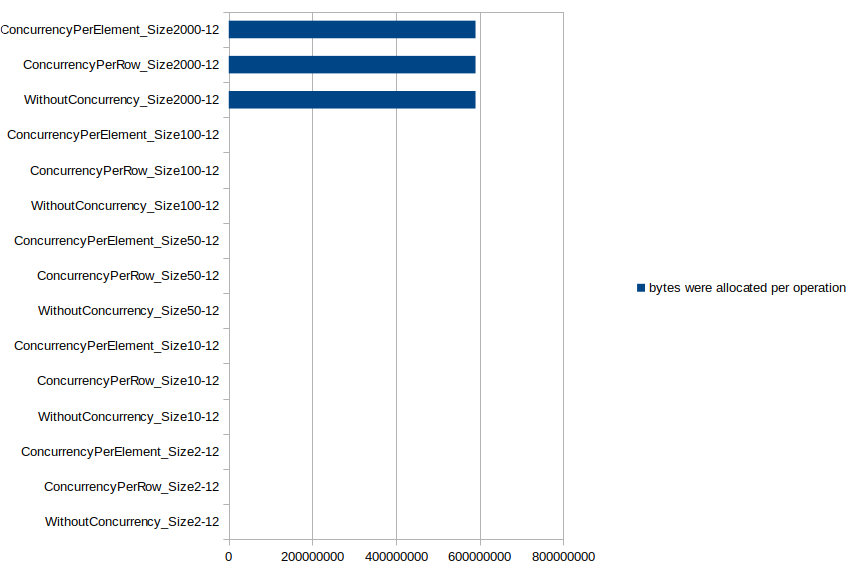 ConcurrencyPerElement_Size2000-12
ConcurrencyPerRow_Size2000-12
WithoutConcurrency_Size2000-12
ConcurrencyPerElement_Size100-12
ConcurrencyPerRow_Size100-12
WithoutConcurrency_Size100-12
ConcurrencyPerElement_Size50-12
ConcurrencyPerRow_Size50-12
WithoutConcurrency_Size50-12
ConcurrencyPerElement_Size10-12
ConcurrencyPerRow_Size10-12
WithoutConcurrency_Size10-12
ConcurrencyPerElement_Size2-12
ConcurrencyPerRow_Size2-12
WithoutConcurrency_Size2-12
0 200000000 400000000 600000000 800000000
bytes were allocated per operation